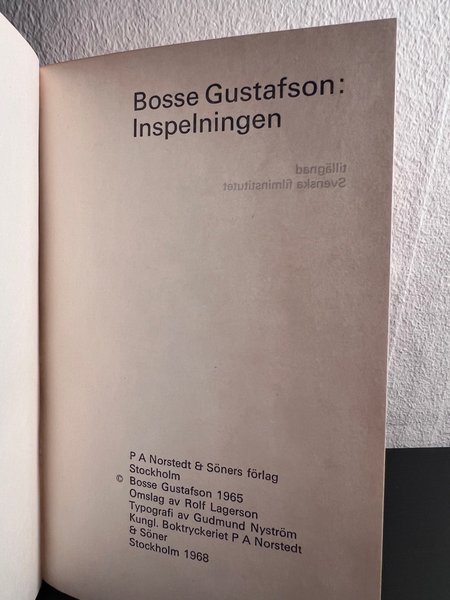 Bosse Gustafson:
Inspelningen
tillägnad
Svenska filminstitutet
P A Norstedt & Söners förlag
Stockholm
© Bosse Gustafson 1965
Omslag av Rolf Lagerson
Typografi av Gudmund Nyström
Kungl. Boktryckeriet P A Norstedt
& Söner
Stockholm 1968